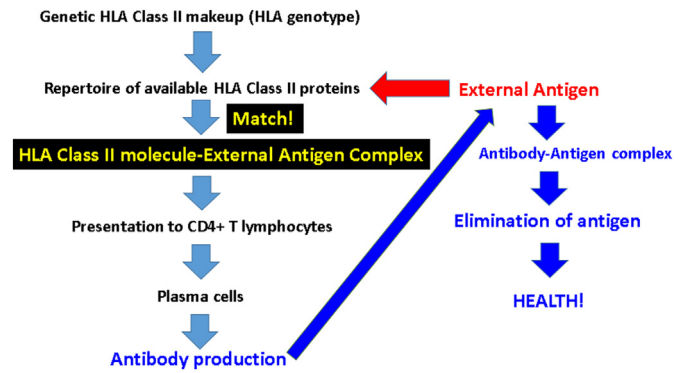 Genetic HLA Class II makeup (HLA genotype)
Repertoire of available HLA Class II proteins
External Antigen
Match!
HLA Class II molecule-External Antigen Complex
Antibody-Antigen complex
Presentation to CD4+ T lymphocytes
Elimination of antigen
Plasma cells
HEALTH!
Antibody production